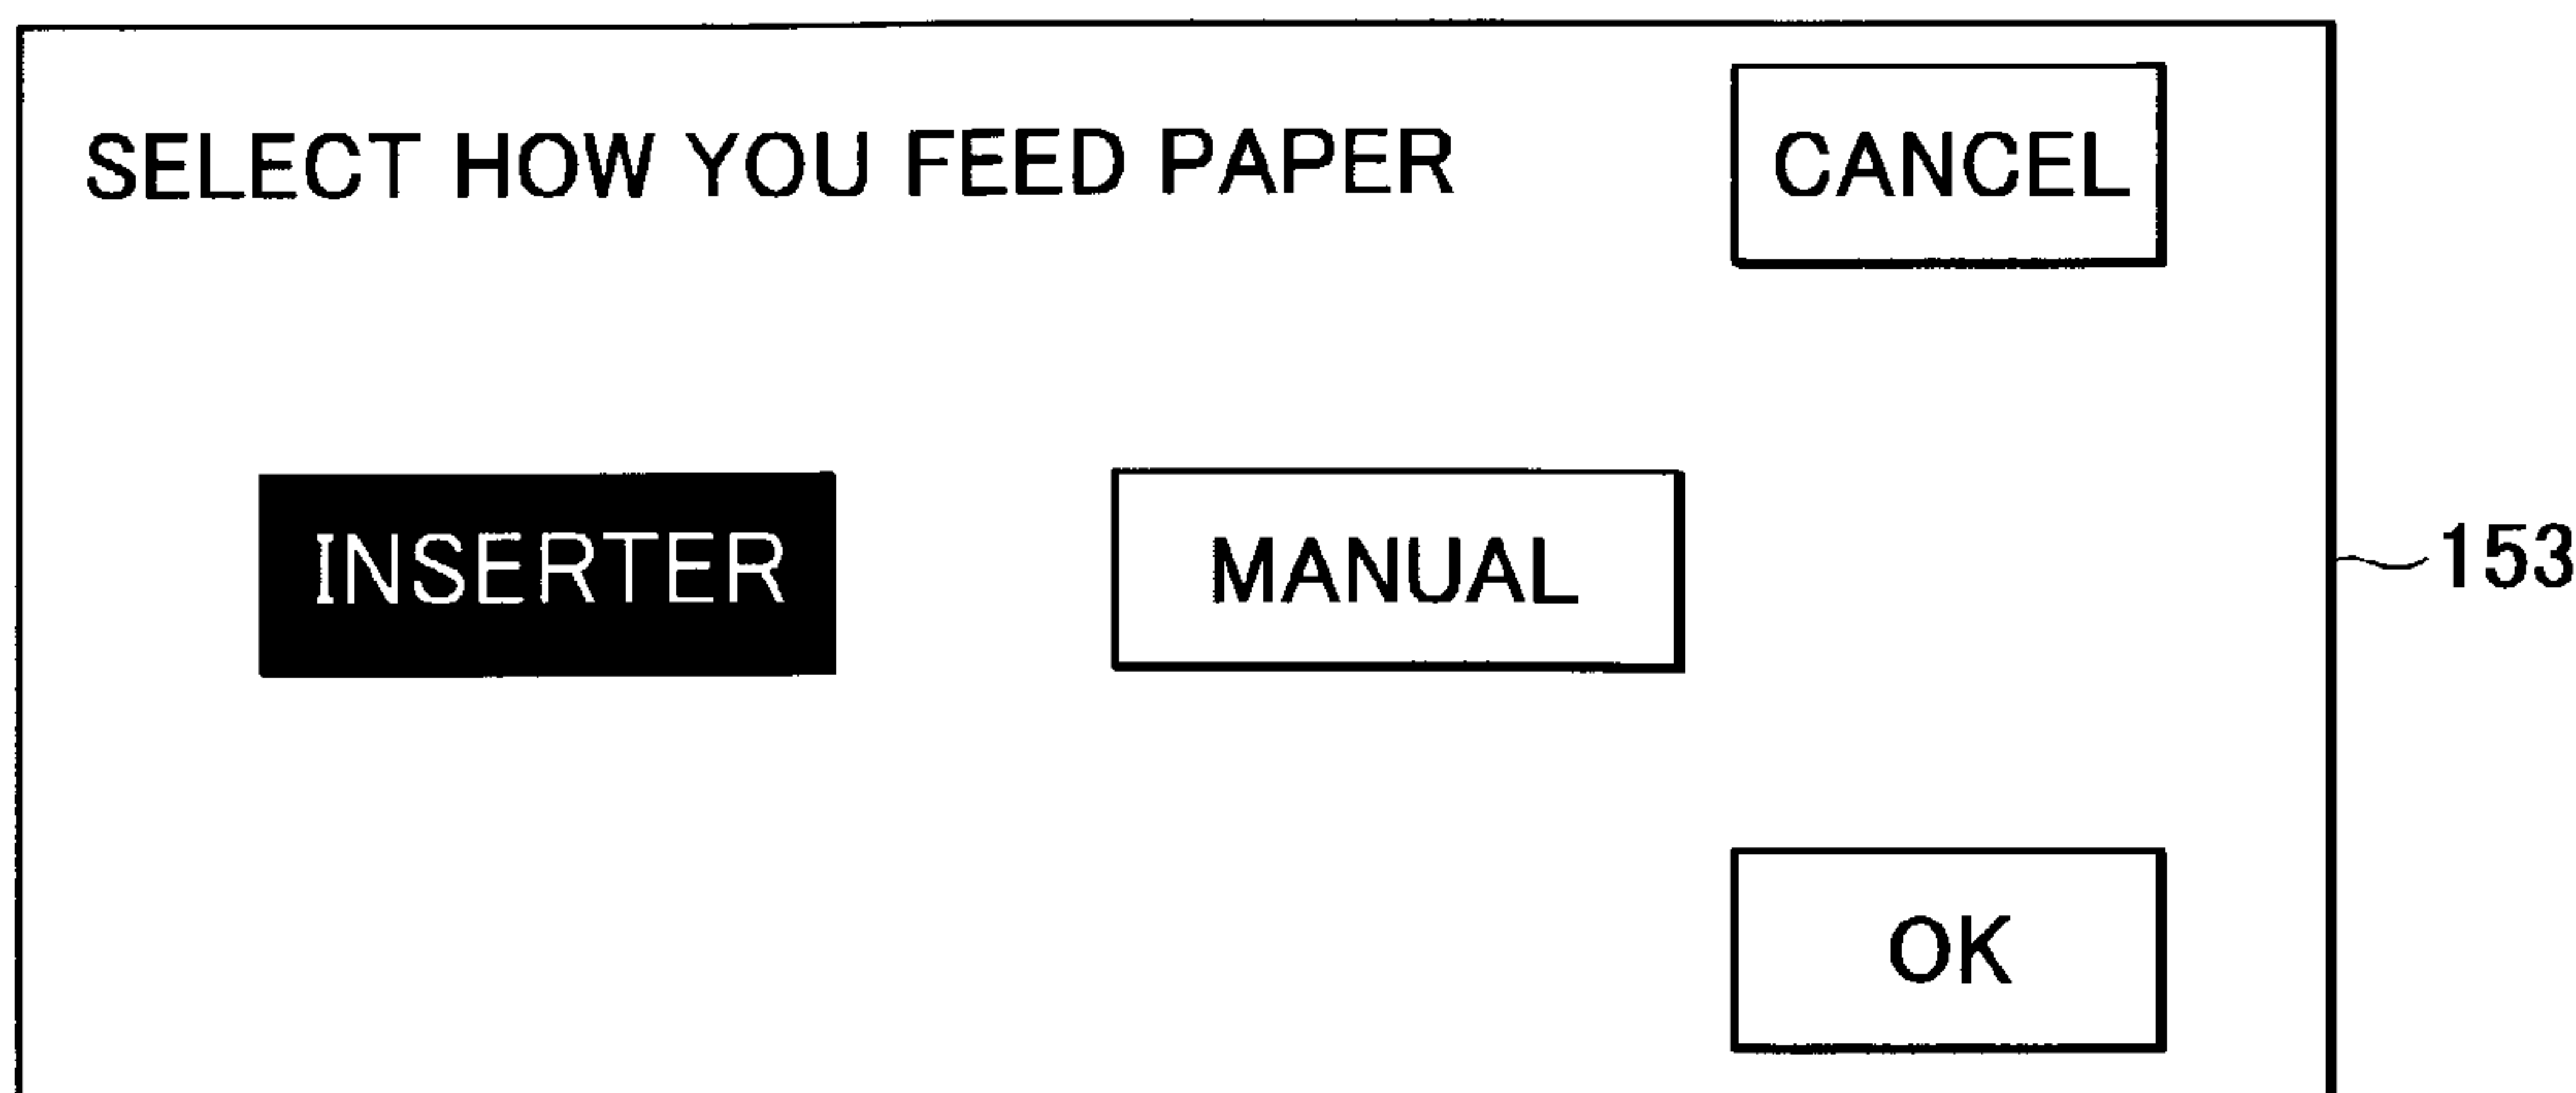 SELECT HOW YOU FEED PAPER
CANCEL
INSERTER
MANUAL
153
OK